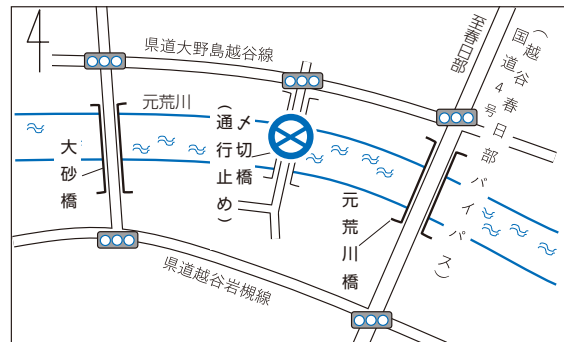 県道大野島越谷線
至春日部
国道4号
(越谷春日部バイパス)
元荒川
〆切橋
(通行止め)
大砂橋
元荒川橋
県道越谷岩槻線